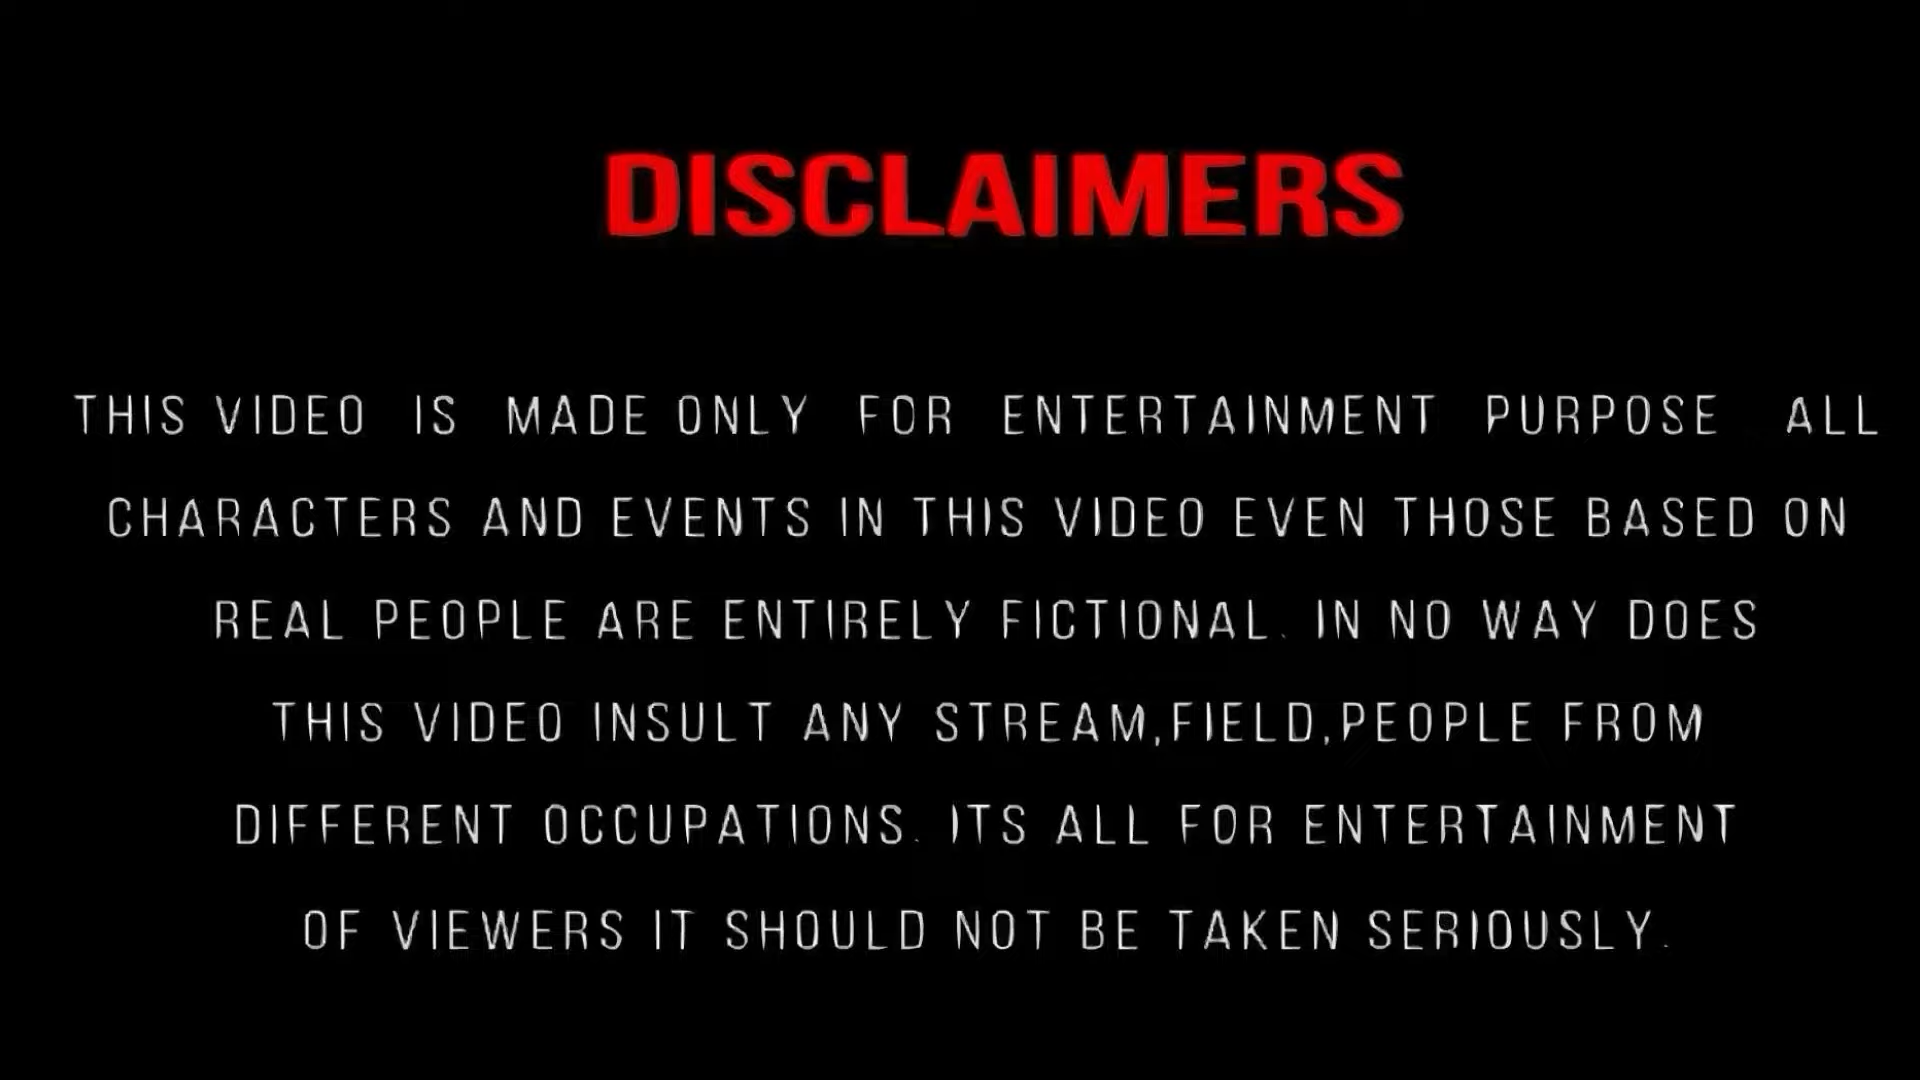 DISCLAIMERS
THIS VIDEO IS MADE ONLY FOR ENTERTAINMENT PURPOSE ALL
CHARACTERS AND EVENTS IN THIS VIDEO EVEN THOSE BASED ON
REAL PEOPLE ARE ENTIRELY FICTIONAL. IN NO WAY DOES
THIS VIDEO INSULT ANY STREAM,FIELD,PEOPLE FROM
DIFFERENT OCCUPATIONS. ITS ALL FOR ENTERTAINMENT
OF VIEWERS IT SHOULD NOT BE TAKEN SERIOUSLY.